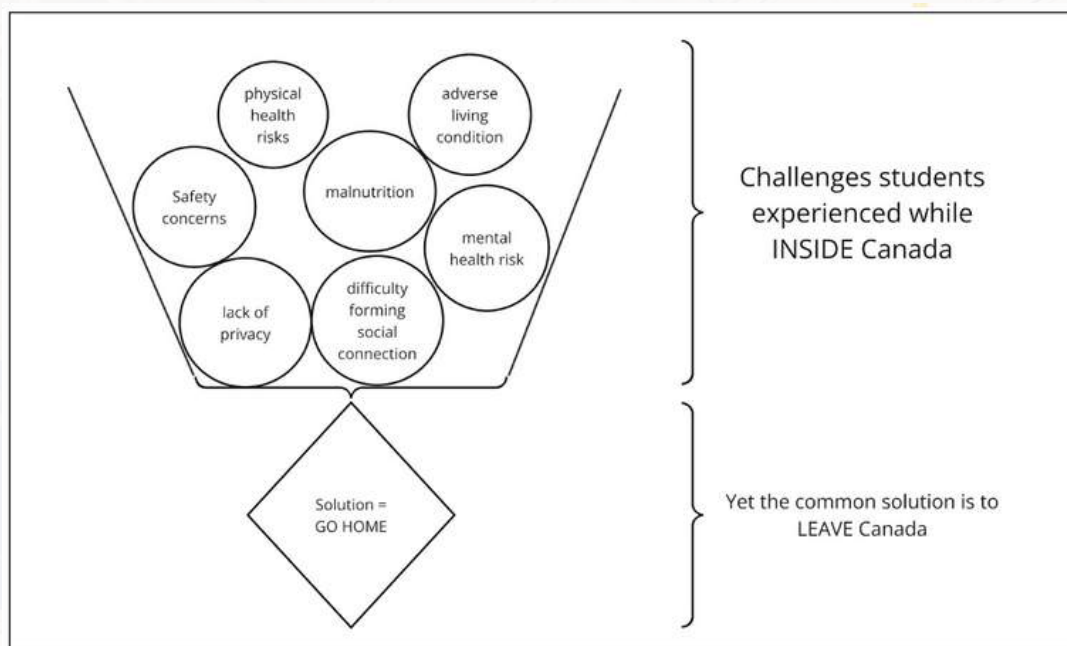 physical
health
risks
adverse
living
condition
Safety
concerns
malnutrition
mental
health risk
lack of
privacy
difficulty
forming
social
connection
Challenges students
experienced while
INSIDE Canada
Solution =
GO HOME
Yet the common solution is to
LEAVE Canada